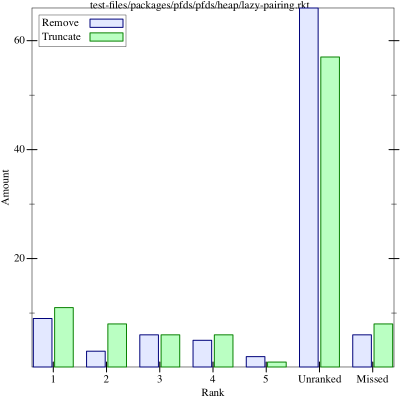 test-files/packages/pfds/pfds/heap/lazy-pairing.rkt
Remove
Truncate
60
40
20
Amount
1 2 3 4 5 Unranked Missed
Rank